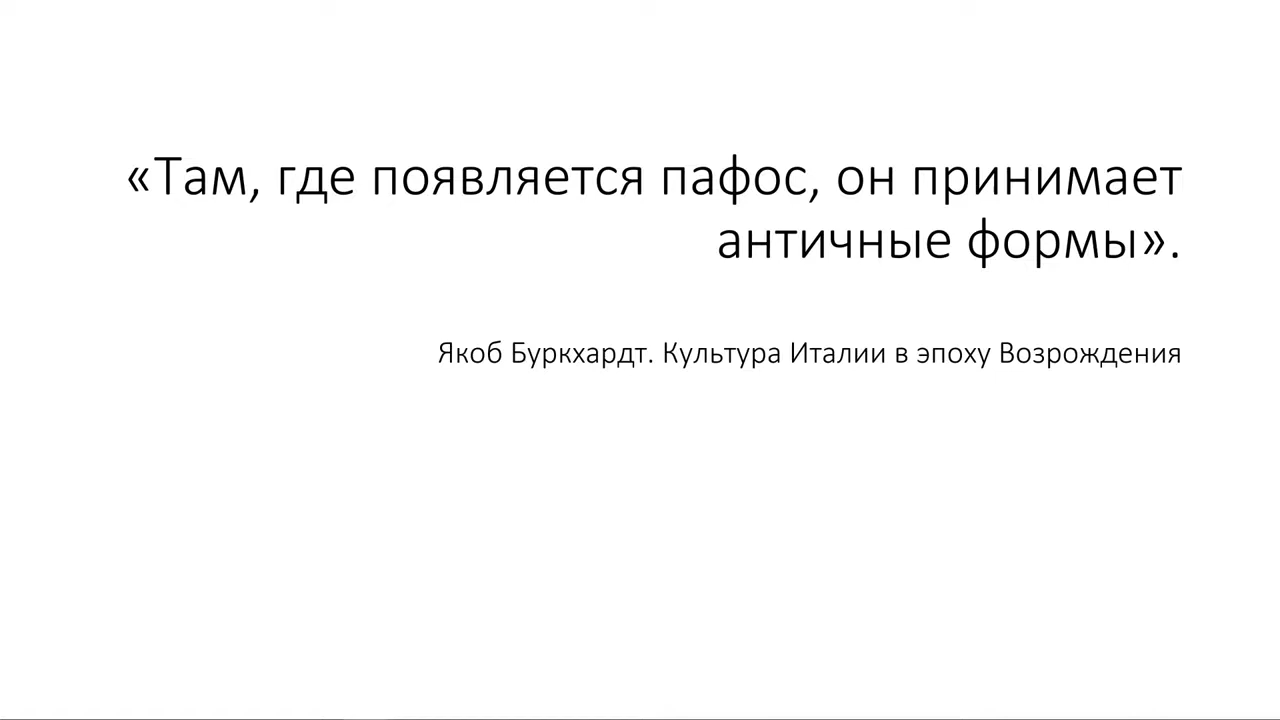 «Там, где появляется пафос, он принимает
античные формы».
Якоб Буркхардт. Культура Италии в эпоху Возрождения